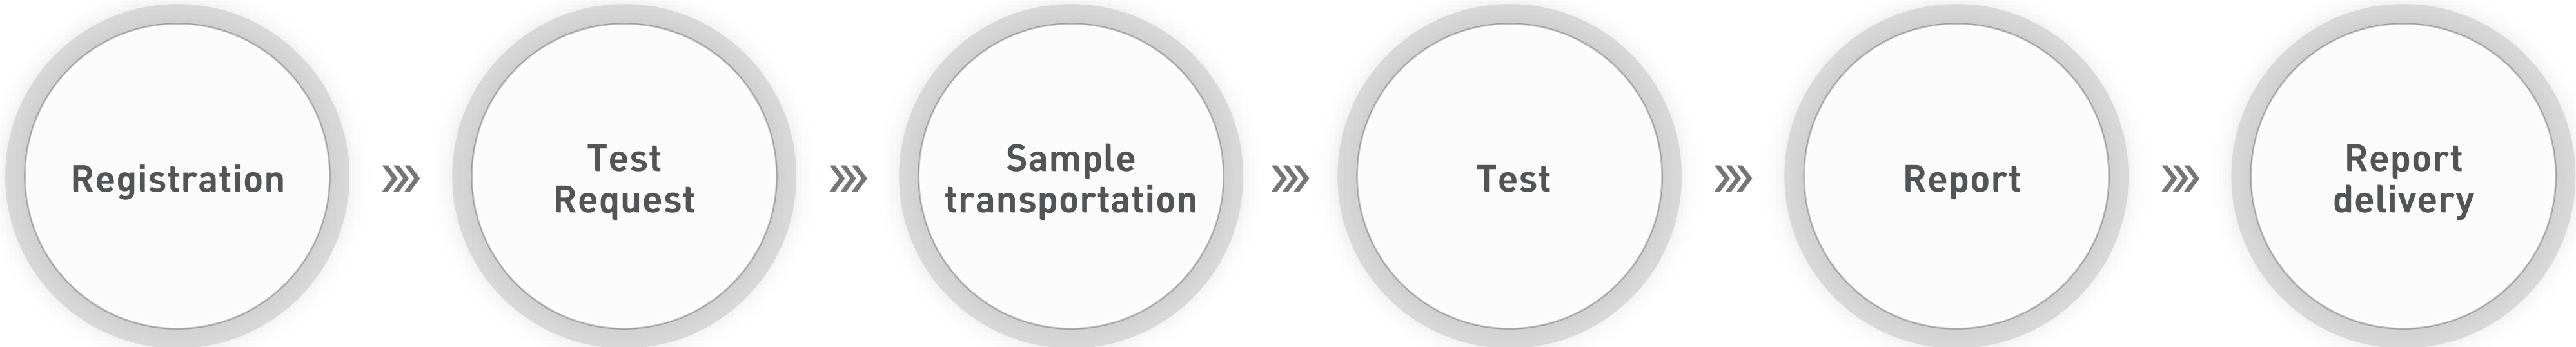 Registration
Test
Request
Sample
transportation
Test
Report
Report
delivery